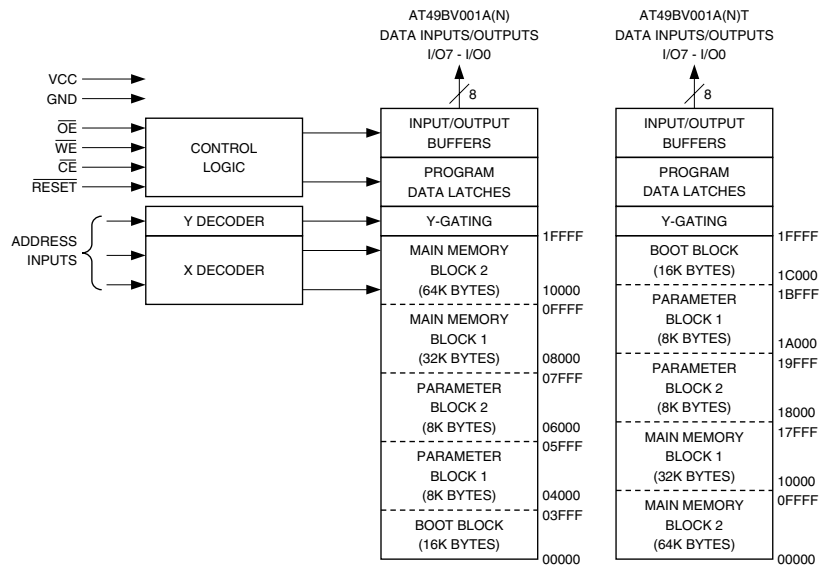 AT49BV001A(N)
DATA INPUTS/OUTPUTS
I/O7 - I/O0
8
AT49BV001A(N)T
DATA INPUTS/OUTPUTS
I/O7 - I/O0
8
VCC
GND
OE
WE
CE
RESET
CONTROL
LOGIC
ADDRESS
INPUTS
Y DECODER
X DECODER
INPUT/OUTPUT
BUFFERS
PROGRAM
DATA LATCHES
Y-GATING
1FFFF
MAIN MEMORY
BLOCK 2
(64K BYTES)
10000
0FFFF
MAIN MEMORY
BLOCK 1
(32K BYTES)
08000
07FFF
PARAMETER
BLOCK 2
(8K BYTES)
06000
05FFF
PARAMETER
BLOCK 1
(8K BYTES)
04000
03FFF
BOOT BLOCK
(16K BYTES)
00000
INPUT/OUTPUT
BUFFERS
PROGRAM
DATA LATCHES
Y-GATING
1FFFF
BOOT BLOCK
(16K BYTES)
1C000
1BFFF
PARAMETER
BLOCK 1
(8K BYTES)
1A000
19FFF
PARAMETER
BLOCK 2
(8K BYTES)
18000
17FFF
MAIN MEMORY
BLOCK 1
(32K BYTES)
10000
0FFFF
MAIN MEMORY
BLOCK 2
(64K BYTES)
00000